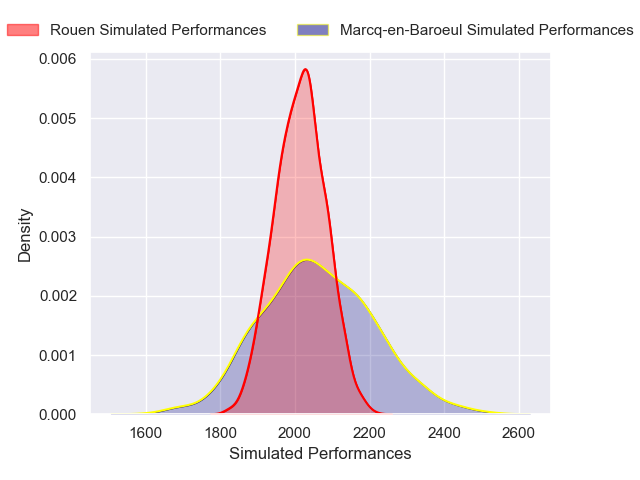 Rouen Simulated Performances
Marcq-en-Baroeul Simulated Performances
0.006
0.005
0.004
0.003
0.002
0.001
0.000
Density
1600 1800 2000 2200 2400 2600
Simulated Performances